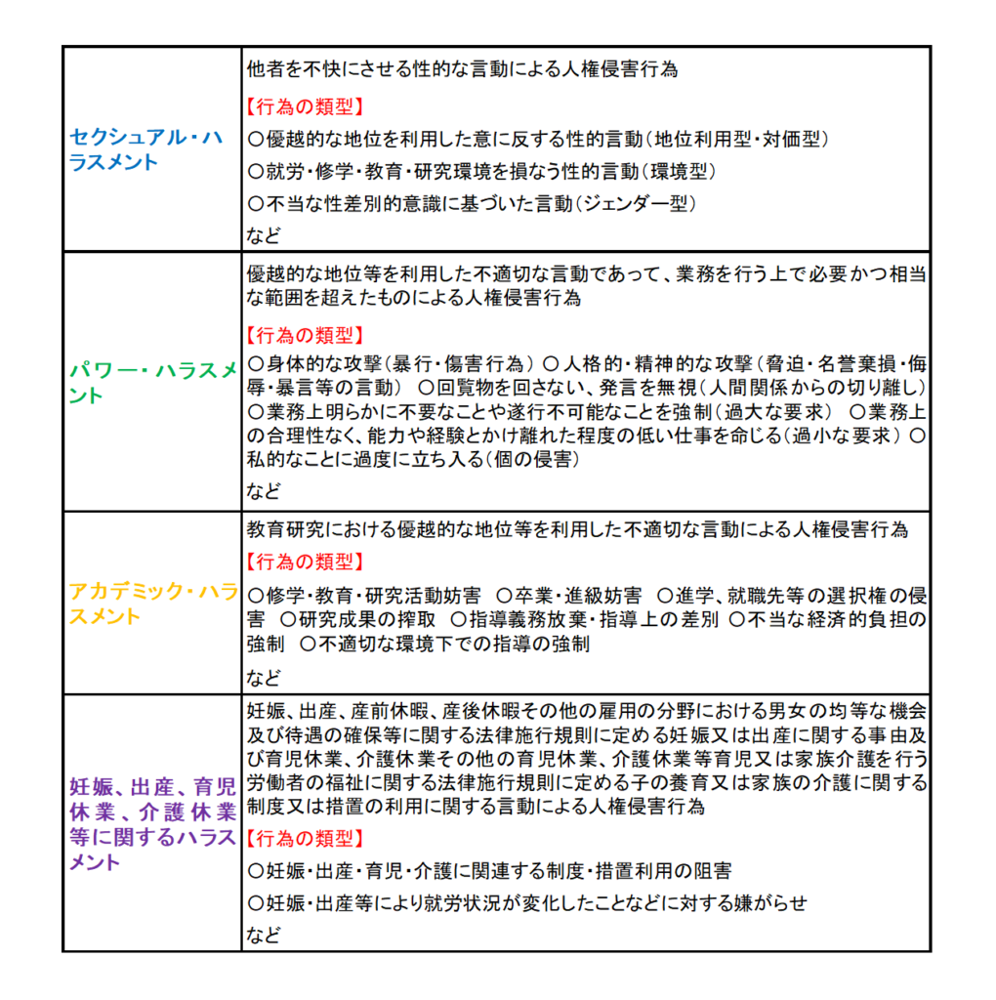 セクシュアル・ハ
ラスメント
他者を不快にさせる性的な言動による人権侵害行為
【行為の類型】
○優越的な地位を利用した意に反する性的言動(地位利用型・対価型)
○就労・修学・教育・研究環境を損なう性的言動(環境型)
○不当な性差別的意識に基づいた言動(ジェンダー型)
など
パワー・ハラスメ
ント
優越的な地位等を利用した不適切な言動であって、業務を行う上で必要かつ相当
な範囲を超えたものによる人権侵害行為
【行為の類型】
○身体的な攻撃(暴行・傷害行為) ○人格的・精神的な攻撃(脅迫・名誉棄損・侮
辱・暴言等の言動) ○回覧物を回さない、発言を無視(人間関係からの切り離し)
○業務上明らかに不要なことや遂行不可能なことを強制(過大な要求) ○業務上
の合理性なく、能力や経験とかけ離れた程度の低い仕事を命じる(過小な要求) ○
私的なことに過度に立ち入る(個の侵害)
など
アカデミック・ハラ
スメント
教育研究における優越的な地位等を利用した不適切な言動による人権侵害行為
【行為の類型】
○修学・教育・研究活動妨害 ○卒業・進級妨害 ○進学、就職先等の選択権の侵
害 ○研究成果の搾取 ○指導義務放棄・指導上の差別 ○不当な経済的負担の
強制 ○不適切な環境下での指導の強制
など
妊娠、出産、育児
休業、介護休業
等に関するハラス
メント
妊娠、出産、産前休暇、産後休暇その他の雇用の分野における男女の均等な機会
及び待遇の確保等に関する法律施行規則に定める妊娠又は出産に関する事由及
び育児休業、介護休業その他の育児休業、介護休業等育児又は家族介護を行う
労働者の福祉に関する法律施行規則に定める子の養育又は家族の介護に関する
制度又は措置の利用に関する言動による人権侵害行為
【行為の類型】
○妊娠・出産・育児・介護に関連する制度・措置利用の阻害
○妊娠・出産等により就労状況が変化したことなどに対する嫌がらせ
など